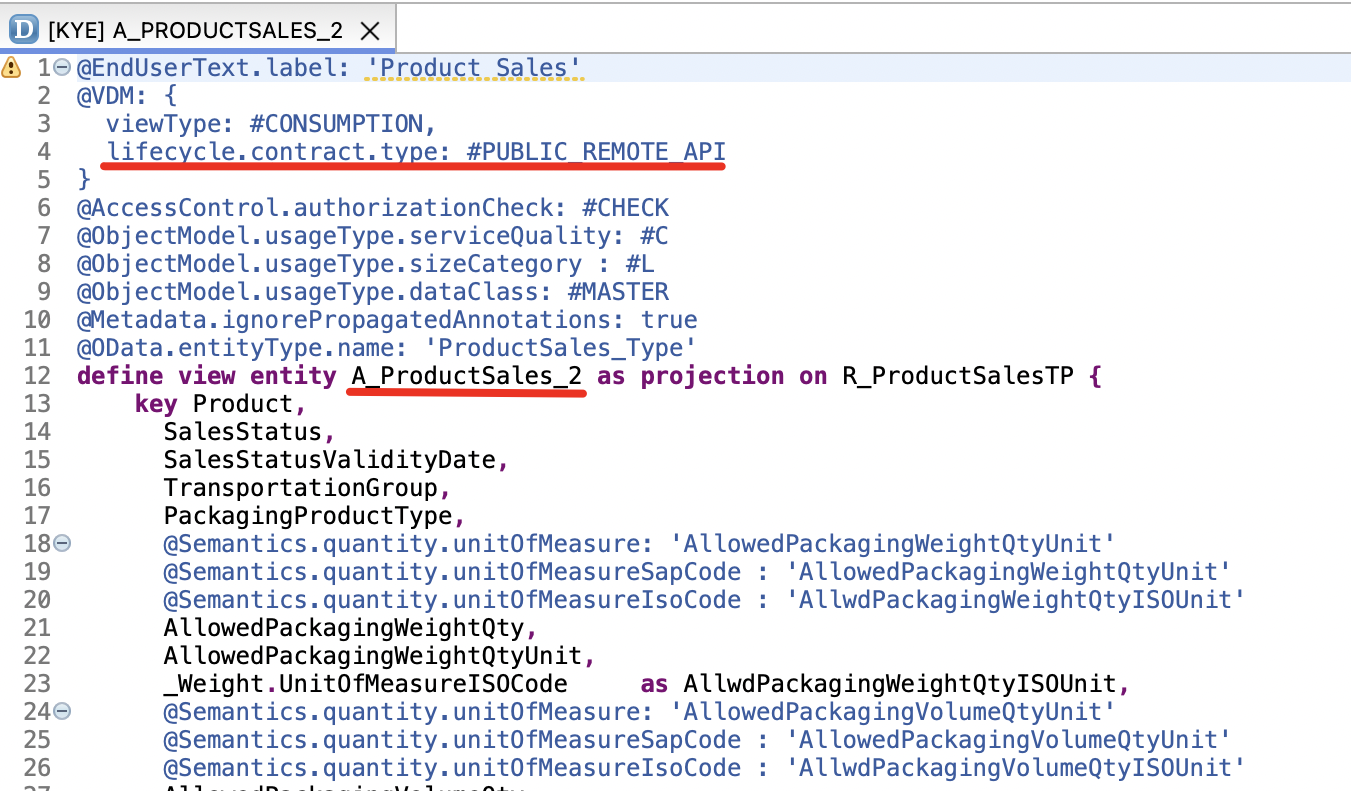 [KYE] A_PRODUCTSALES_2
1 @EndUserText.label: 'Product Sales'
2 @VDM: {
3 viewType: #CONSUMPTION,
4 lifecycle.contract.type: #PUBLIC_REMOTE_API
5 }
6 @AccessControl.authorizationCheck: #CHECK
7 @ObjectModel.usageType.serviceQuality: #C
8 @ObjectModel.usageType.sizeCategory : #L
9 @ObjectModel.usageType.dataClass: #MASTER
10 @Metadata.ignorePropagatedAnnotations: true
11 @OData.entityType.name: 'ProductSales_Type'
12 define view entity A_ProductSales_2 as projection on R_ProductSalesTP {
13 key Product,
14 SalesStatus,
15 SalesStatusValidityDate,
16 TransportationGroup,
17 PackagingProductType,
18 @Semantics.quantity.unitOfMeasure: 'AllowedPackagingWeightQtyUnit'
19 @Semantics.quantity.unitOfMeasureSapCode : 'AllowedPackagingWeightQtyUnit'
20 @Semantics.quantity.unitOfMeasureIsoCode : 'AllwdPackagingWeightQtyISOUnit'
21 AllowedPackagingWeightQty,
22 AllowedPackagingWeightQtyUnit,
23 _Weight.UnitOfMeasureISOCode as AllwdPackagingWeightQtyISOUnit,
24 @Semantics.quantity.unitOfMeasure: 'AllowedPackagingVolumeQtyUnit'
25 @Semantics.quantity.unitOfMeasureSapCode : 'AllowedPackagingVolumeQtyUnit'
26 @Semantics.quantity.unitOfMeasureIsoCode : 'AllwdPackagingVolumeQtyISOUnit'